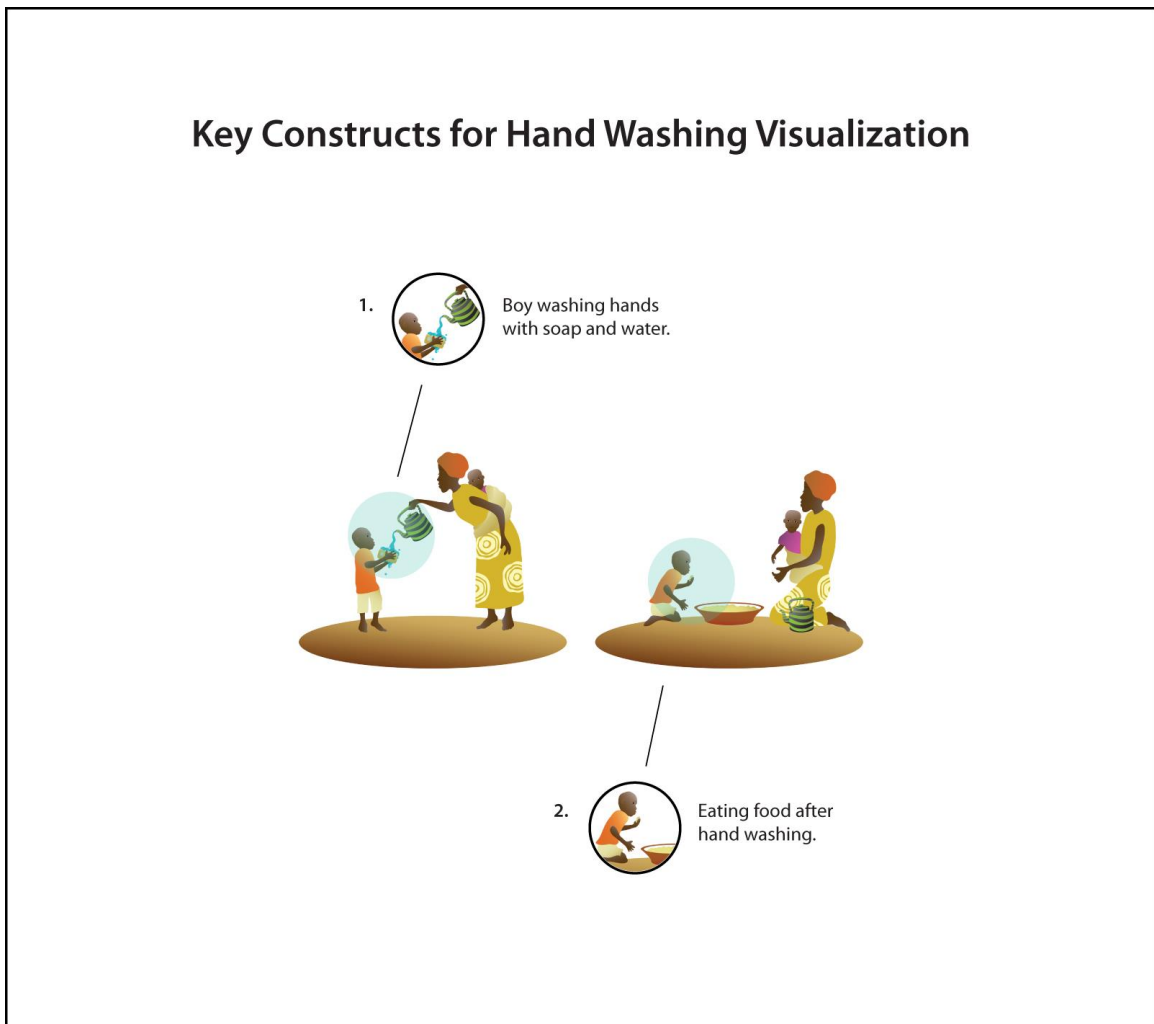 Key Constructs for Hand Washing Visualization
1.
Boy washing hands
with soap and water.
2.
Eating food after
hand washing.